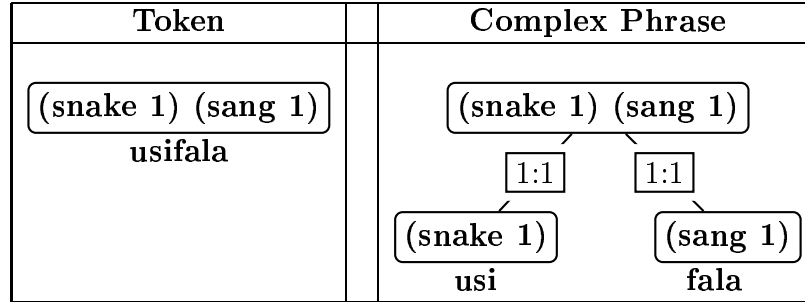 Token Complex Phrase
(snake 1) (sang 1) (snake 1) (sang 1)
usifala
1:1 1:1
(snake 1) (sang 1)
usi fala